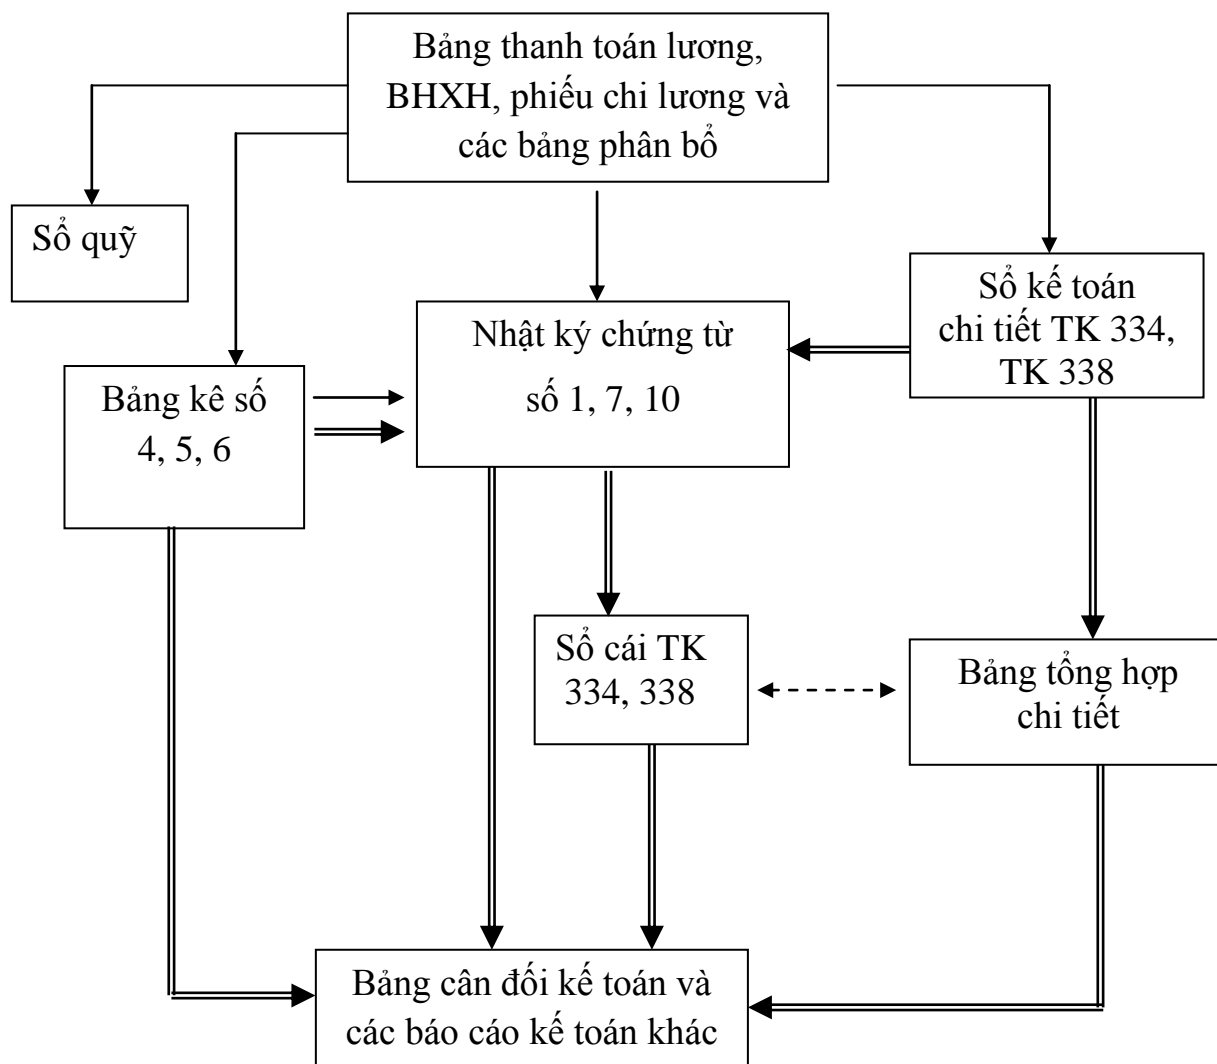 Bảng thanh toán lương,
BHXH, phiếu chi lương và
các bảng phân bổ
Sổ quỹ
Sổ kế toán
chi tiết TK 334,
TK 338
Nhật ký chứng từ
số 1, 7, 10
Bảng kê số
4, 5, 6
Sổ cái TK
334, 338
Bảng tổng hợp
chi tiết
Bảng cân đối kế toán và
các báo cáo kế toán khác